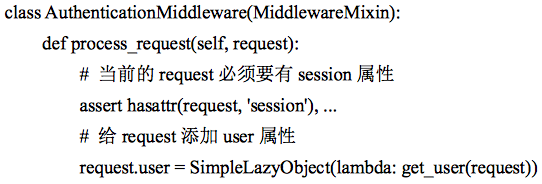 class AuthenticationMiddleware(MiddlewareMixin):
def process_request(self, request):
# 当前的 request 必须要有 session 属性
assert hasattr(request, 'session'), ...
# 给 request 添加 user 属性
request.user = SimpleLazyObject(lambda: get_user(request))